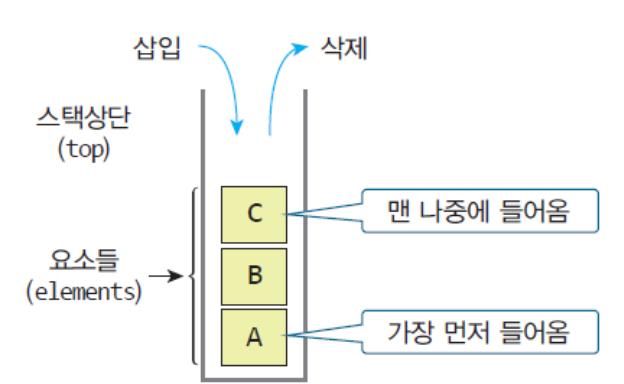 삽입
삭제
스택상단
(top)
C
맨 나중에 들어옴
요소들
(elements)
B
A
가장 먼저 들어옴